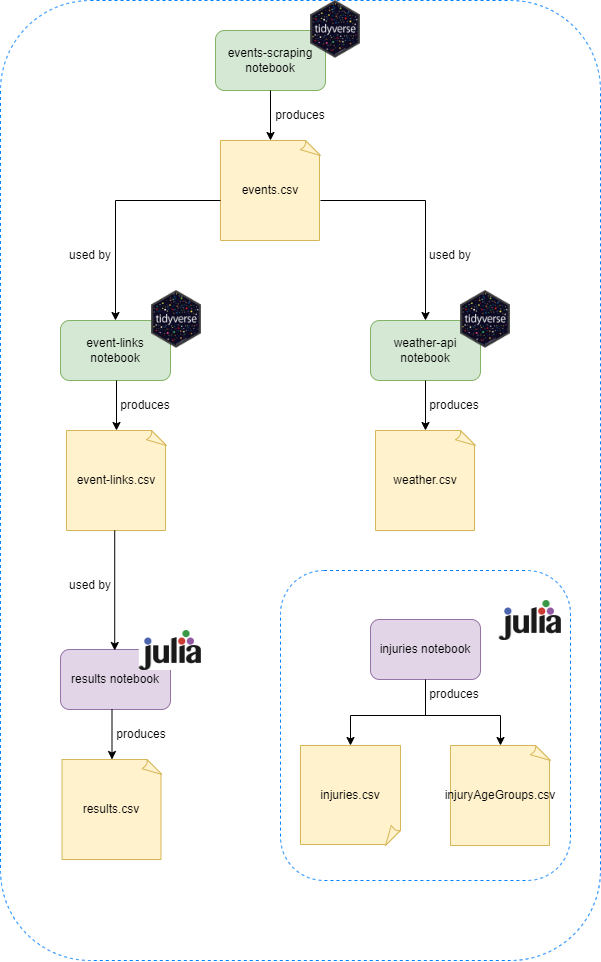 tidyverse
events-scraping
notebook
produces
events.csv
used by
used by
tidyverse
tidyverse
event-links
notebook
weather-api
notebook
produces
produces
event-links.csv
weather.csv
used by
julia
julia
injuries notebook
results notebook
produces
produces
injuries.csv
injuryAgeGroups.csv
results.csv